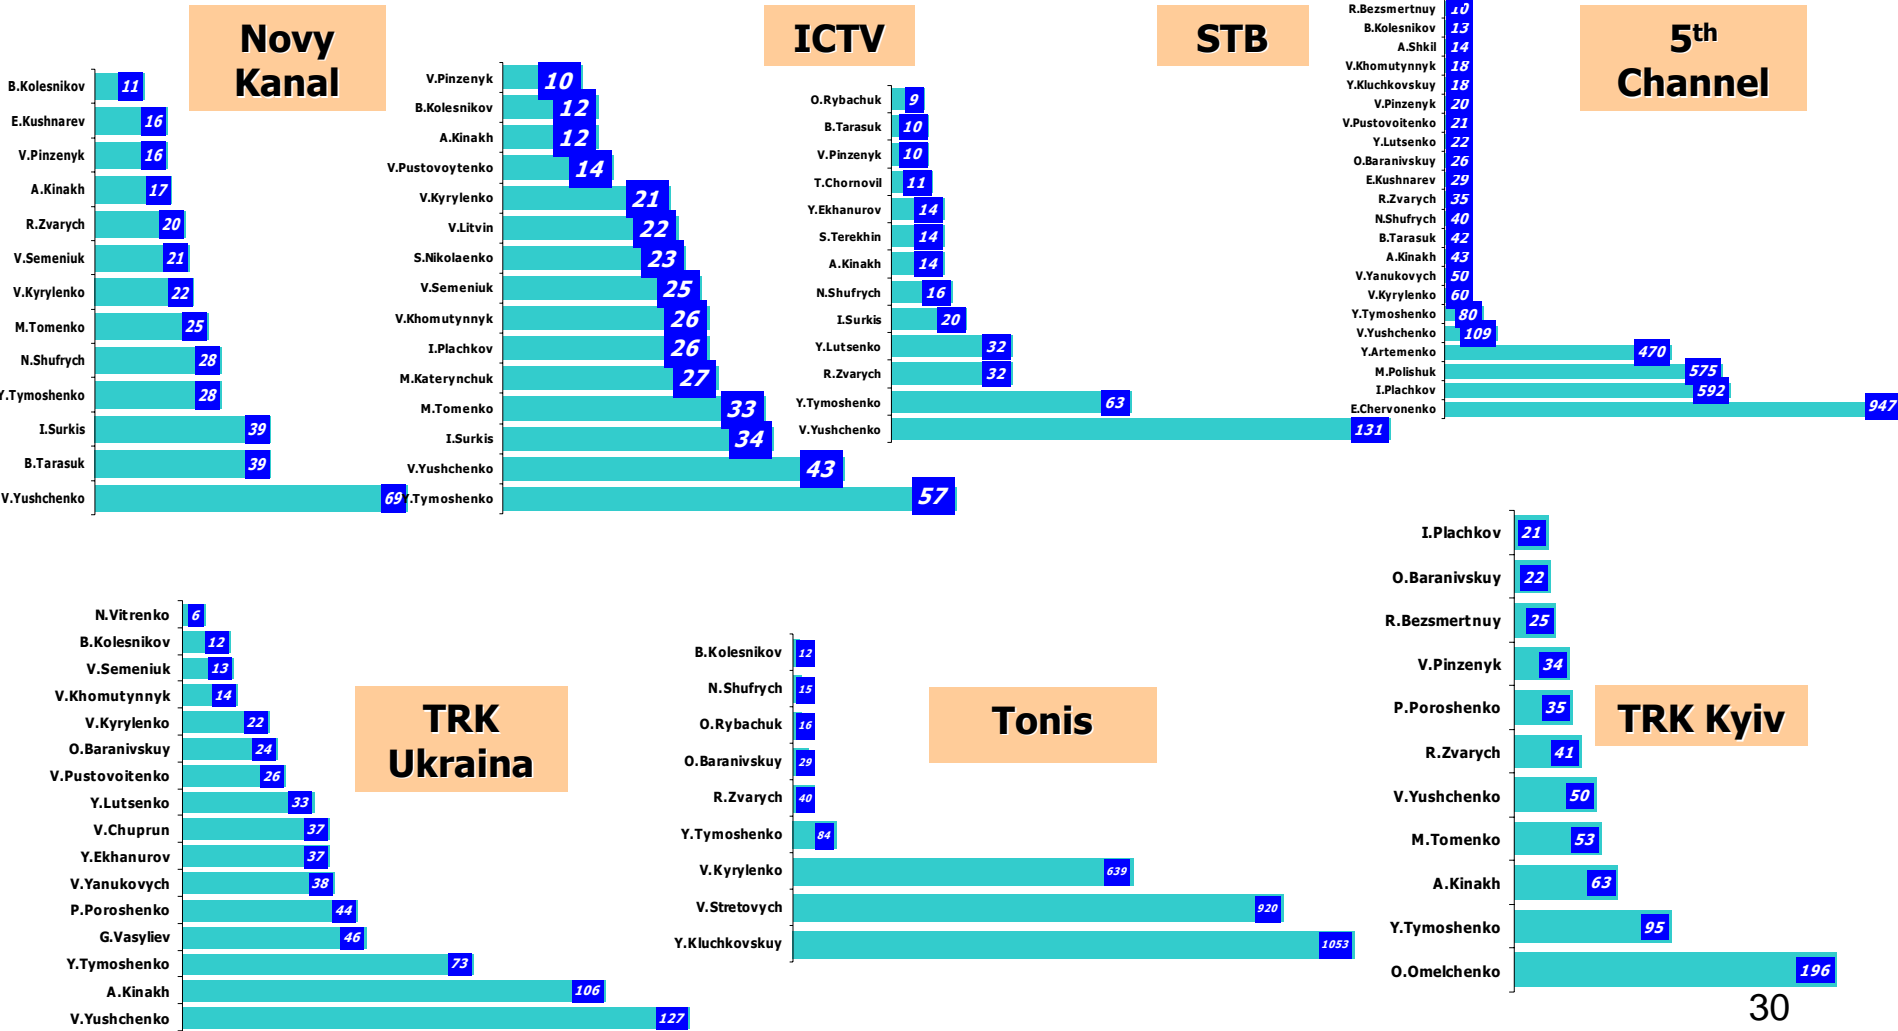 Novy
Kanal
B.Kolesnikov 11
E.Kushnarev 16
V.Pinzenyk 16
A.Kinakh 17
R.Zvarych 20
V.Semeniuk 21
V.Kyrylenko 22
M.Tomenko 25
N.Shufrych 28
Y.Tymoshenko 28
I.Surkis 39
B.Tarasuk 39
V.Yushchenko 69
ICTV
V.Pinzenyk 10
B.Kolesnikov 12
A.Kinakh 12
V.Pustovoytenko 14
V.Kyrylenko 21
V.Litvin 22
S.Nikolaenko 23
V.Semeniuk 25
V.Khomutynnyk 26
I.Plachkov 26
M.Katerynchuk 27
M.Tomenko 33
I.Surkis 34
V.Yushchenko 43
Y.Tymoshenko 57
STB
O.Rybachuk 9
B.Tarasuk 10
V.Pinzenyk 10
T.Chornovil 11
Y.Ekhanurov 14
S.Terekhin 14
A.Kinakh 14
N.Shufrych 16
I.Surkis 20
Y.Lutsenko 32
R.Zvarych 32
Y.Tymoshenko 63
V.Yushchenko 131
5th
Channel
R.Bezsmertnuy 10
B.Kolesnikov 13
A.Shkil 14
V.Khomutynnyk 18
Y.Kluchkovskuy 18
V.Pinzenyk 20
V.Pustovoitenko 21
Y.Lutsenko 22
O.Baranivskuy 26
E.Kushnarev 29
R.Zvarych 35
N.Shufrych 40
B.Tarasuk 42
A.Kinakh 43
V.Yanukovych 50
V.Kyrylenko 60
Y.Tymoshenko 80
V.Yushchenko 109
Y.Artemenko 470
M.Polishuk 575
I.Plachkov 592
E.Chervonenko 947
TRK
Ukraina
N.Vitrenko 6
B.Kolesnikov 12
V.Semeniuk 13
V.Khomutynnyk 14
V.Kyrylenko 22
O.Baranivskuy 24
V.Pustovoitenko 26
Y.Lutsenko 33
V.Chuprun 37
Y.Ekhanurov 37
V.Yanukovych 38
P.Poroshenko 44
G.Vasyliev 46
Y.Tymoshenko 73
A.Kinakh 106
V.Yushchenko 127
Tonis
B.Kolesnikov 12
N.Shufrych 15
O.Rybachuk 16
O.Baranivskuy 29
R.Zvarych 40
Y.Tymoshenko 84
V.Kyrylenko 639
V.Stretovych 920
Y.Kluchkovskuy 1053
TRK Kyiv
I.Plachkov 21
O.Baranivskuy 22
R.Bezsmertnuy 25
V.Pinzenyk 34
P.Poroshenko 35
R.Zvarych 41
V.Yushchenko 50
M.Tomenko 53
A.Kinakh 63
Y.Tymoshenko 95
O.Omelchenko 196
30